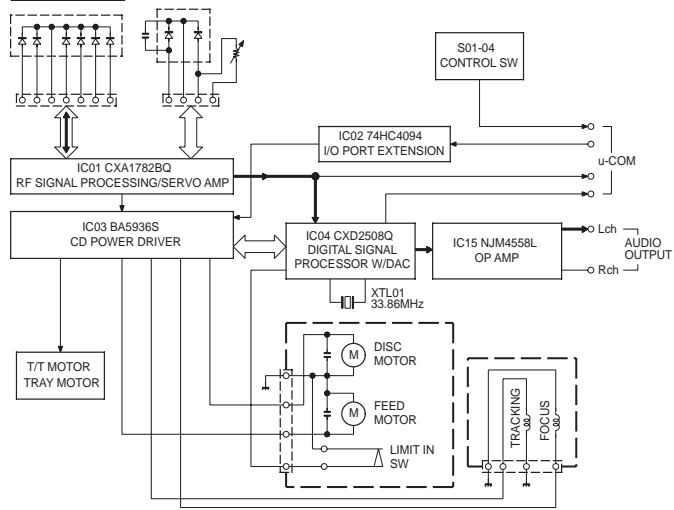 S01-04
CONTROL SW
IC02 74HC4094
I/O PORT EXTENSION
u-COM
IC01 CXA1782BQ
RF SIGNAL PROCESSING/SERVO AMP
IC03 BA5936S
CD POWER DRIVER
IC04 CXD2508Q
DIGITAL SIGNAL
PROCESSOR W/DAC
IC15 NJM4558L
OP AMP
Lch
Rch
AUDIO
OUTPUT
XTL01
33.86MHz
T/T MOTOR
TRAY MOTOR
M
DISC
MOTOR
M
FEED
MOTOR
LIMIT IN
SW
TRACKING
FOCUS